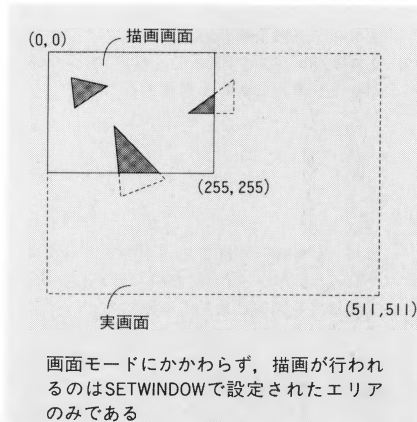 (0, 0)
描画画面
(255, 255)
実画面
(511, 511)
画面モードにかかわらず，描画が行われ
るのはSETWINDOWで設定されたエリア
のみである